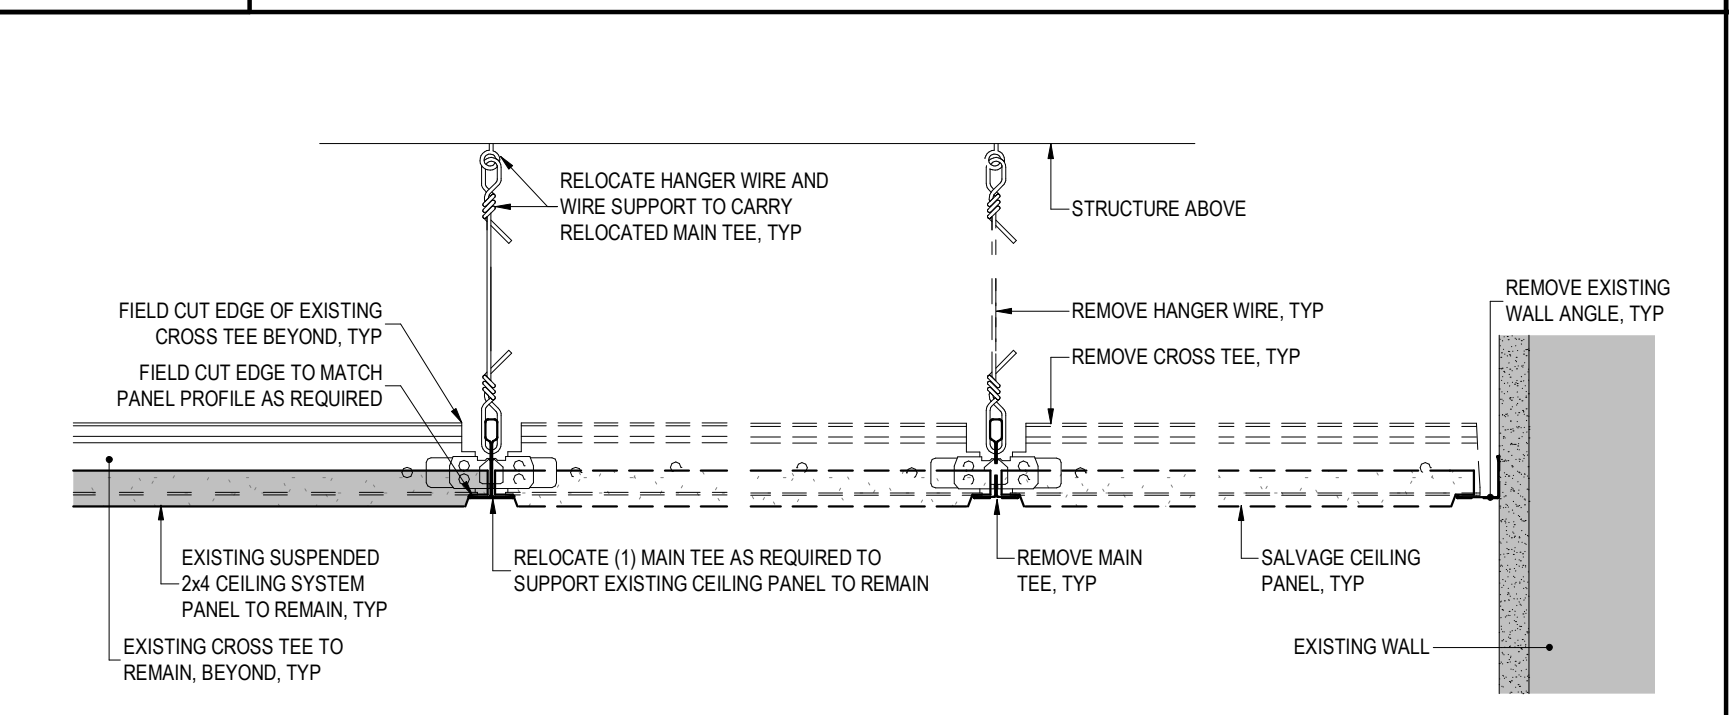 RELOCATE HANGER WIRE AND
WIRE SUPPORT TO CARRY
RELOCATED MAIN TEE, TYP
STRUCTURE ABOVE
REMOVE EXISTING
WALL ANGLE, TYP
FIELD CUT EDGE OF EXISTING
CROSS TEE BEYOND, TYP
REMOVE HANGER WIRE, TYP
REMOVE CROSS TEE, TYP
FIELD CUT EDGE TO MATCH
PANEL PROFILE AS REQUIRED
EXISTING SUSPENDED
2x4 CEILING SYSTEM
PANEL TO REMAIN, TYP
RELOCATE (1) MAIN TEE AS REQUIRED TO
SUPPORT EXISTING CEILING PANEL TO REMAIN
REMOVE MAIN
TEE, TYP
SALVAGE CEILING
PANEL, TYP
EXISTING CROSS TEE TO
REMAIN, BEYOND, TYP
EXISTING WALL